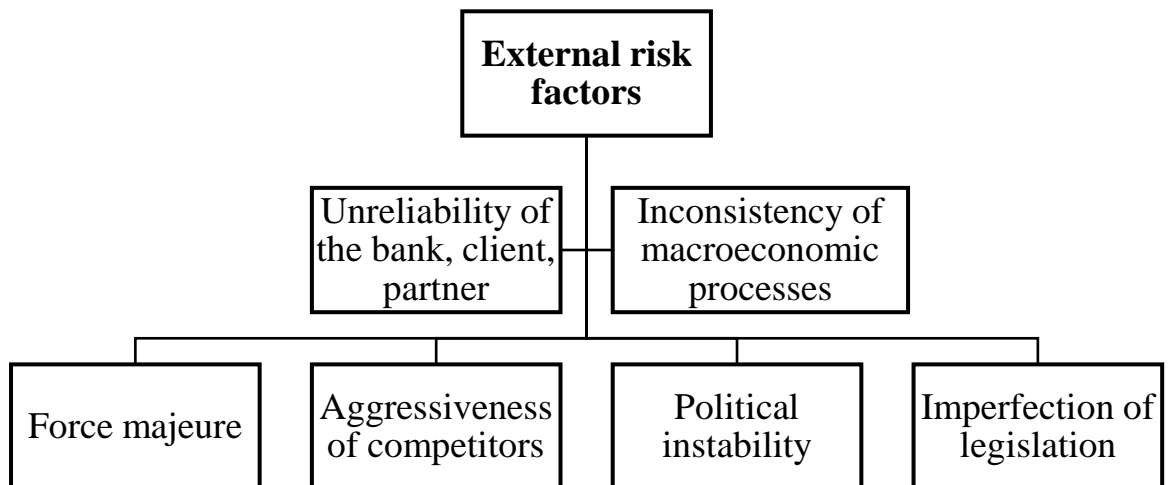 External risk
factors
Unreliability of
the bank, client,
partner
Inconsistency of
macroeconomic
processes
Force majeure
Aggressiveness
of competitors
Political
instability
Imperfection of
legislation